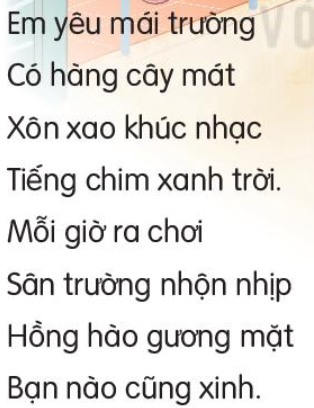 Em yêu mái trường
Có hàng cây mát
Xôn xao khúc nhạc
Tiếng chim xanh trời.
Mỗi giờ ra chơi
Sân trường nhộn nhịp
Hồng hào gương mặt
Bạn nào cũng xinh.